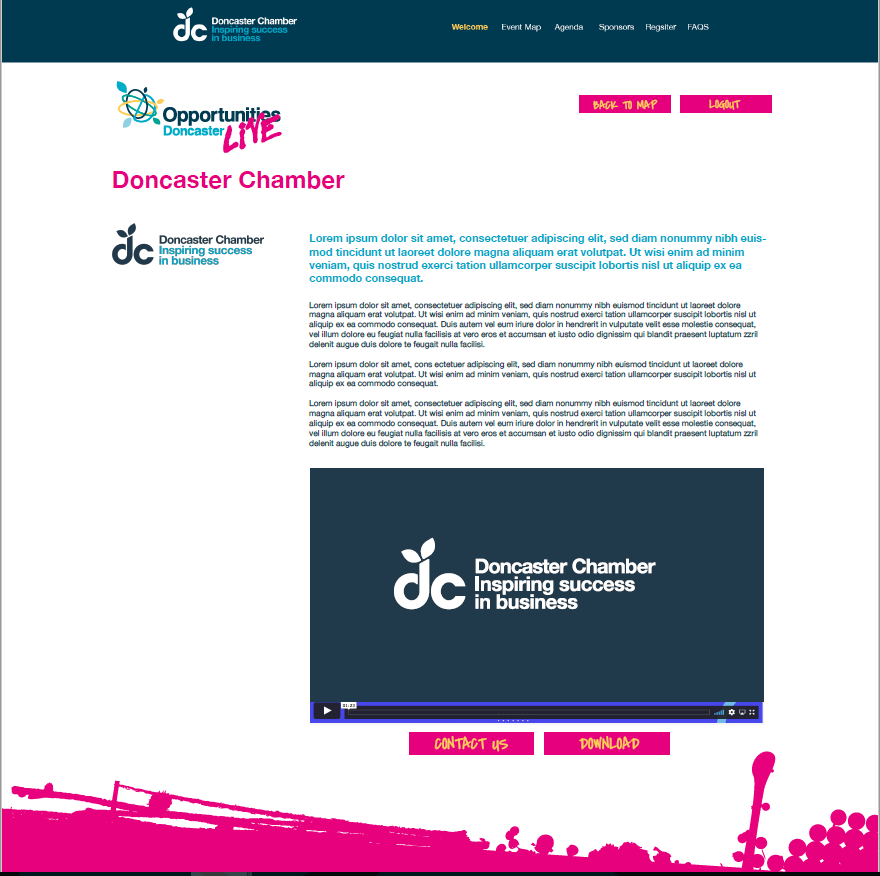 Doncaster Chamber
Inspiring success
in business
Welcome Event Map Agenda Sponsors Regsiter FAQS
Opportunities
Doncaster
LIVE
BACK TO MAP LOGOUT
Doncaster Chamber
Doncaster Chamber
Inspiring success
in business
Lorem ipsum dolor sit amet, consectetuer adipiscing elit, sed diam nonummy nibh euis-
mod tincidunt ut laoreet dolore magna aliquam erat volutpat. Ut wisi enim ad minim
veniam, quis nostrud exerci tation ullamcorper suscipit lobortis nisl ut aliquip ex ea
commodo consequat.
Lorem ipsum dolor sit amet, consectetuer adipiscing elit, sed diam nonummy nibh euismod tincidunt ut laoreet dolore
magna aliquam erat volutpat. Ut wisi enim ad minim veniam, quis nostrud exerci tation ullamcorper suscipit lobortis nisl ut
aliquip ex ea commodo consequat. Duis autem vel eum iriure dolor in hendrerit in vulputate velit esse molestie consequat,
vel illum dolore eu feugiat nulla facilisis at vero eros et accumsan et iusto odio dignissim qui blandit praesent luptatum zzril
delenit augue duis dolore te feugait nulla facilisi.
Lorem ipsum dolor sit amet, cons ectetuer adipiscing elit, sed diam nonummy nibh euismod tincidunt ut laoreet dolore
magna aliquam erat volutpat. Ut wisi enim ad minim veniam, quis nostrud exerci tation ullamcorper suscipit lobortis nisl ut
aliquip ex ea commodo consequat.
Lorem ipsum dolor sit amet, consectetuer adipiscing elit, sed diam nonummy nibh euismod tincidunt ut laoreet dolore
magna aliquam erat volutpat. Ut wisi enim ad minim veniam, quis nostrud exerci tation ullamcorper suscipit lobortis nisl ut
aliquip ex ea commodo consequat. Duis autem vel eum iriure dolor in hendrerit in vulputate velit esse molestie consequat,
vel illum dolore eu feugiat nulla facilisis at vero eros et accumsan et iusto odio dignissim qui blandit praesent luptatum zzril
delenit augue duis dolore te feugait nulla facilisi.
dc Doncaster Chamber
Inspiring success
in business
01:23
CONTACT US DOWNLOAD